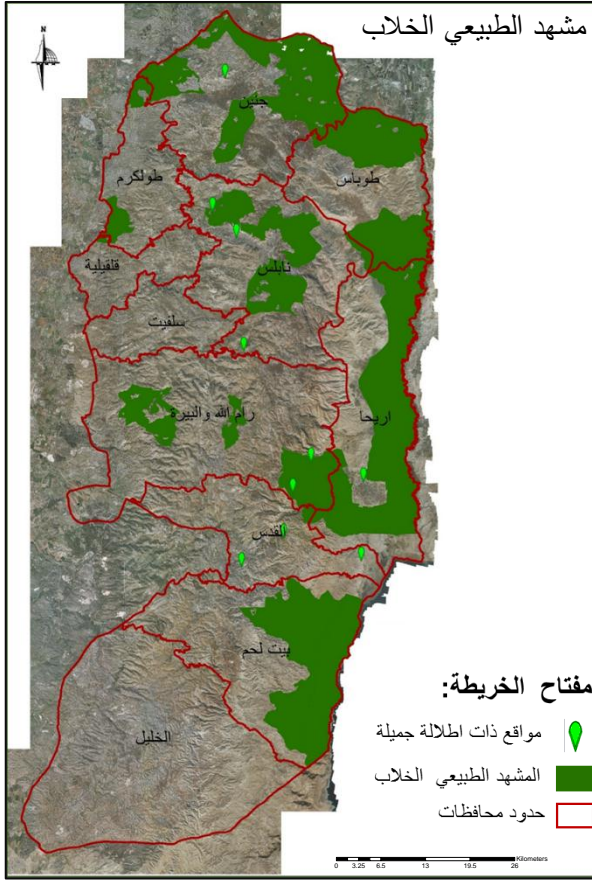 مشهد الطبيعي الخلاب
N
جنين
طولكرم
طوباس
نابلس
قلقيلية
سلفيت
رام الله والبيرة
اريحا
القدس
بيت لحم
الخليل
مفتاح الخريطة:
مواقع ذات اطلالة جميلة
المشهد الطبيعي الخلاب
حدود محافظات
Kilometers
0 3.25 6.5 13 19.5 26